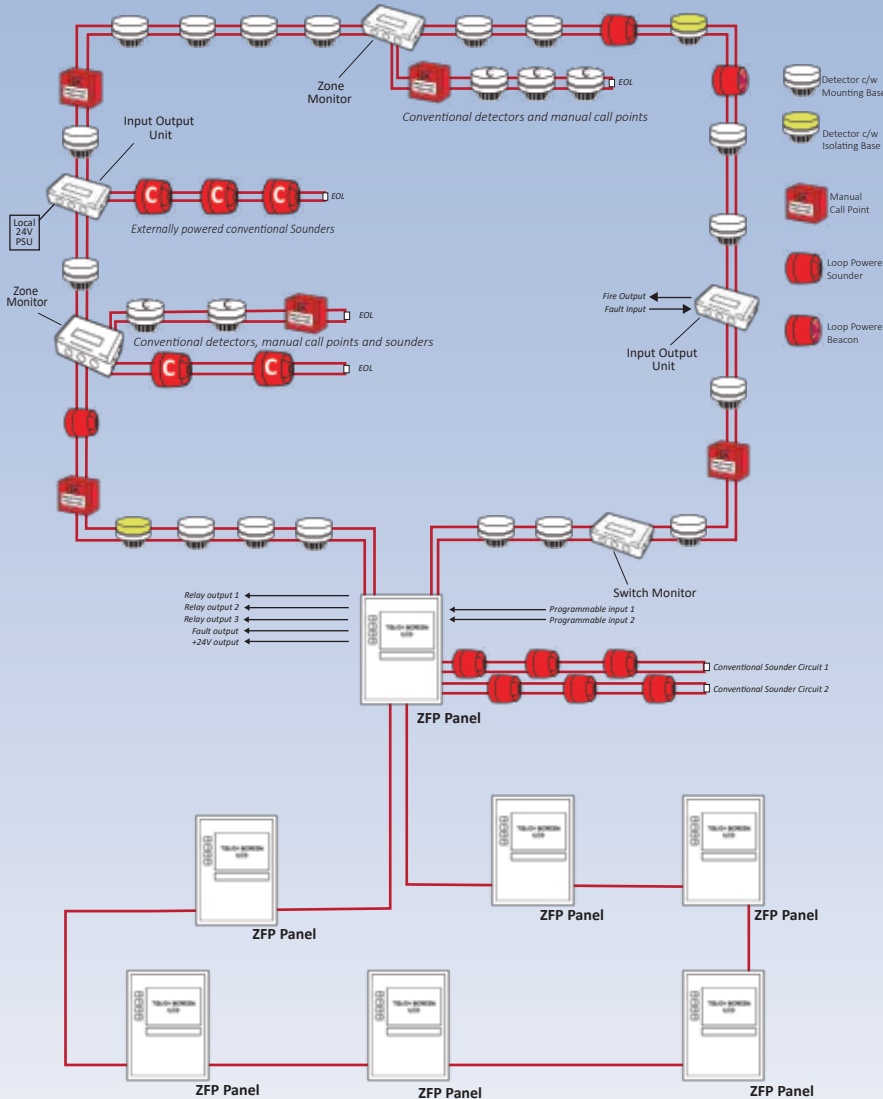 Zone
Monitor
EOL
Conventional detectors and manual call points
Detector c/w
Mounting Base
Detector c/w
Isolating Base
Input Output
Unit
Local
24V
PSU
C
C
C
EOL
Externally powered conventional Sounders
Manual
Call Point
Loop Powere
Sounder
Zone
Monitor
EOL
Conventional detectors, manual call points and sounders
C
C
EOL
Fire Output
Fault Input
Input Output
Unit
Loop Powere
Beacon
Switch Monitor
Relay output 1
Relay output 2
Relay output 3
Fault output
+24V output
Programmable input 1
Programmable input 2
Conventional Sounder Circuit 1
Conventional Sounder Circuit 2
ZFP Panel
ZFP Panel
ZFP Panel
ZFP Panel
ZFP Panel
ZFP Panel
ZFP Panel